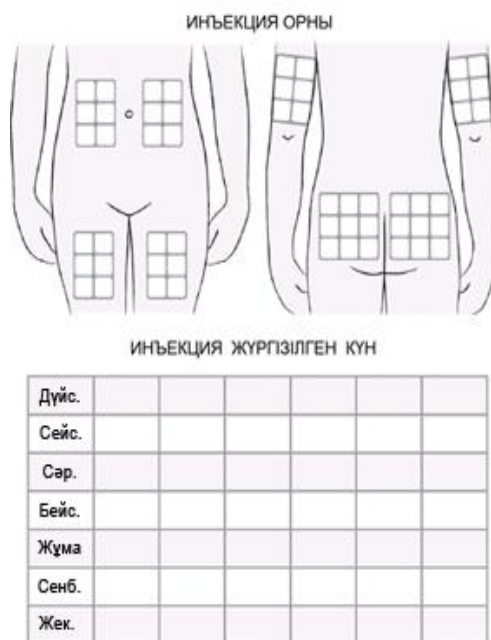 ИНЪЕКЦИЯ ОРНЫ
ИНЪЕКЦИЯ ЖҮРГІЗІЛГЕН КҮН
Дүйс.
Сейс.
Сәр.
Бейс.
Жұма
Сенб.
Жек.